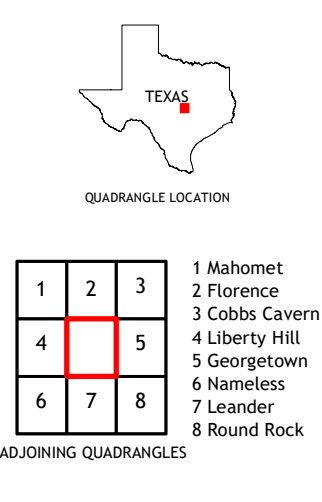 TEXAS
QUADRANGLE LOCATION
1 2 3
4 5
6 7 8
1 Mahomet
2 Florence
3 Cobbs Cavern
4 Liberty Hill
5 Georgetown
6 Nameless
7 Leander
8 Round Rock
ADJOINING QUADRANGLES